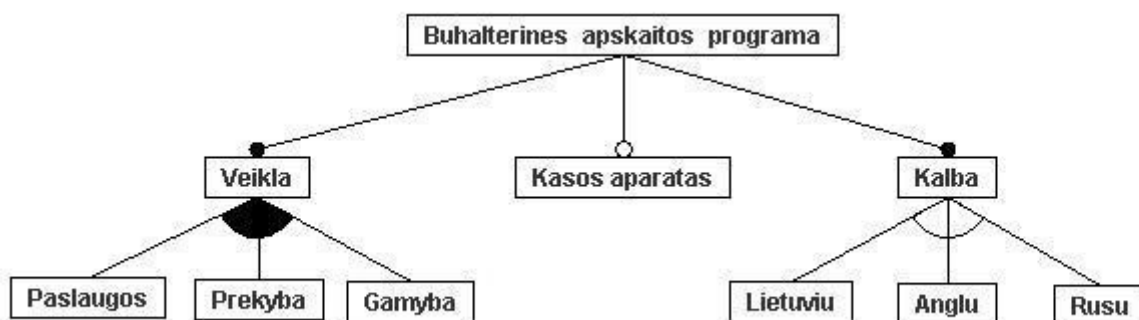 Buhalterines apskaitos programa
Veikla
Kasos aparatas
Kalba
Paslaugos
Prekyba
Gamyba
Lietuviu
Anglu
Rusu